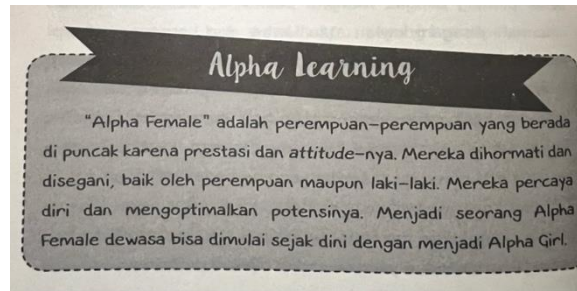 Alpha Learning
"Alpha Female" adalah perempuan-perempuan yang berada
di puncak karena prestasi dan attitude-nya. Mereka dihormati dan
disegani, baik oleh perempuan maupun laki-laki. Mereka percaya
diri dan mengoptimalkan potensinya. Menjadi seorang Alpha
Female dewasa bisa dimulai sejak dini dengan menjadi Alpha Girl.